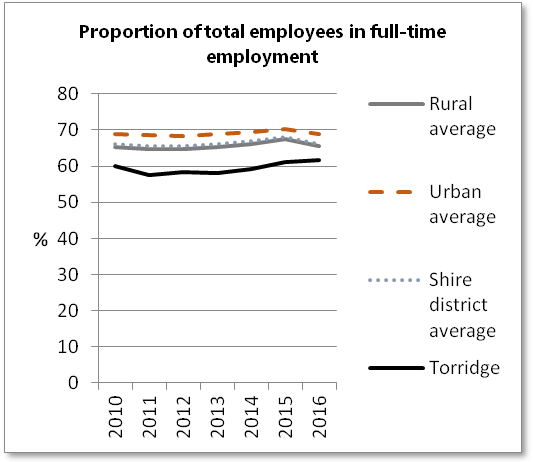 Proportion of total employees in full-time
employment
80
70
60
50
40
30
20
10
0
%
2010
2011
2012
2013
2014
2015
2016
Rural
average
Urban
average
Shire
district
average
Torridge